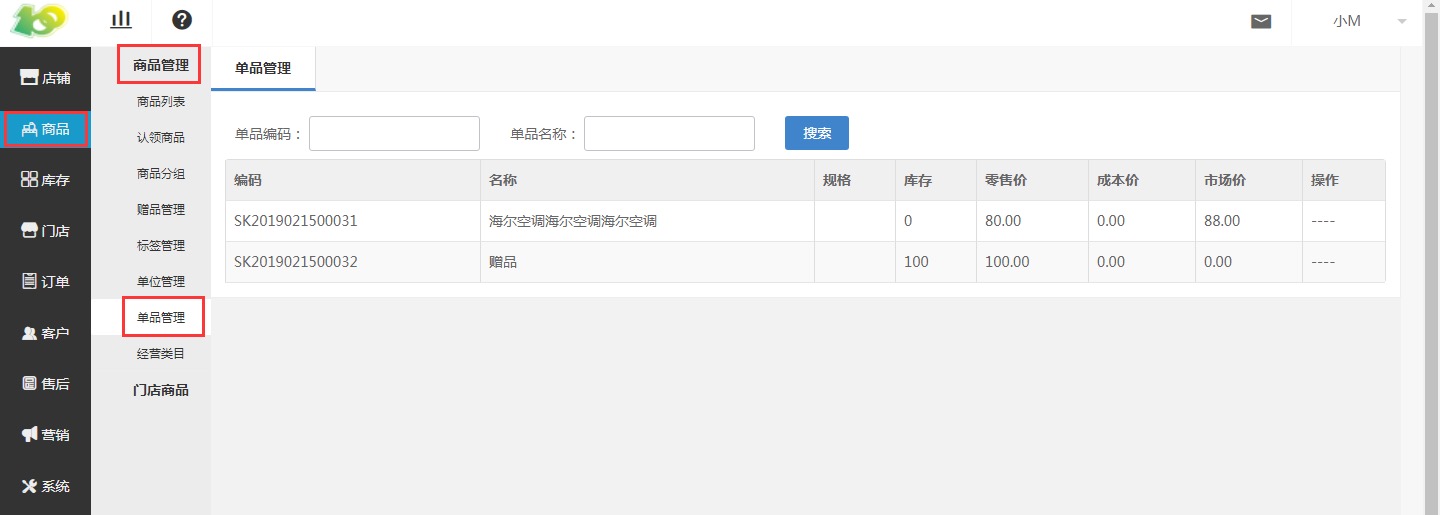 小M
店铺
商品
库存
门店
订单
客户
售后
营销
系统
商品管理
商品列表
认领商品
商品分组
赠品管理
标签管理
单位管理
单品管理
经营类目
门店商品
单品管理
单品编码： 单品名称： 搜索
编码 名称 规格 库存 零售价 成本价 市场价 操作
SK2019021500031 海尔空调海尔空调海尔空调 0 80.00 0.00 88.00 ----
SK2019021500032 赠品 100 100.00 0.00 0.00 ----